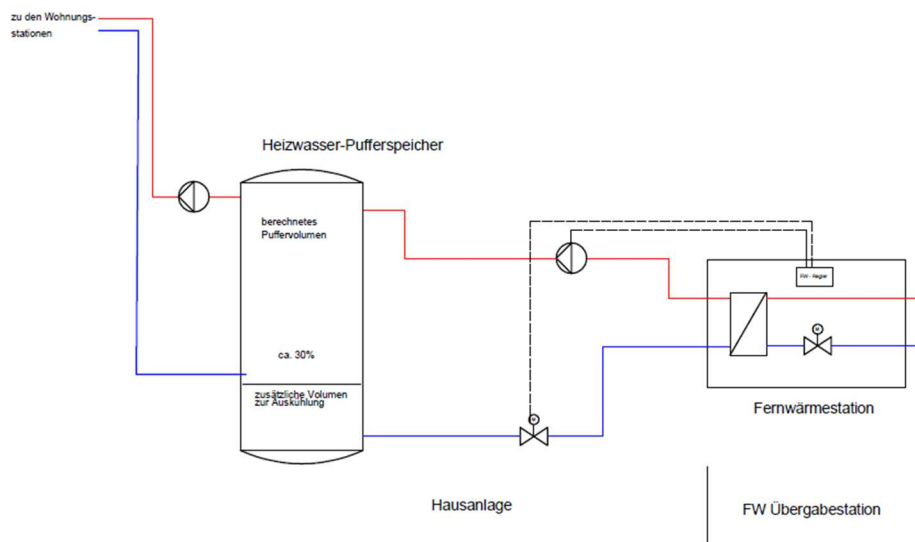 zu den Wohnungs-
stationen
Heizwasser-Pufferspeicher
berechnetes
Puffervolumen
FW - Regler
M
ca. 30%
zusätzliche Volumen
zur Auskühlung
M
Fernwärmestation
Hausanlage
FW Übergabestation